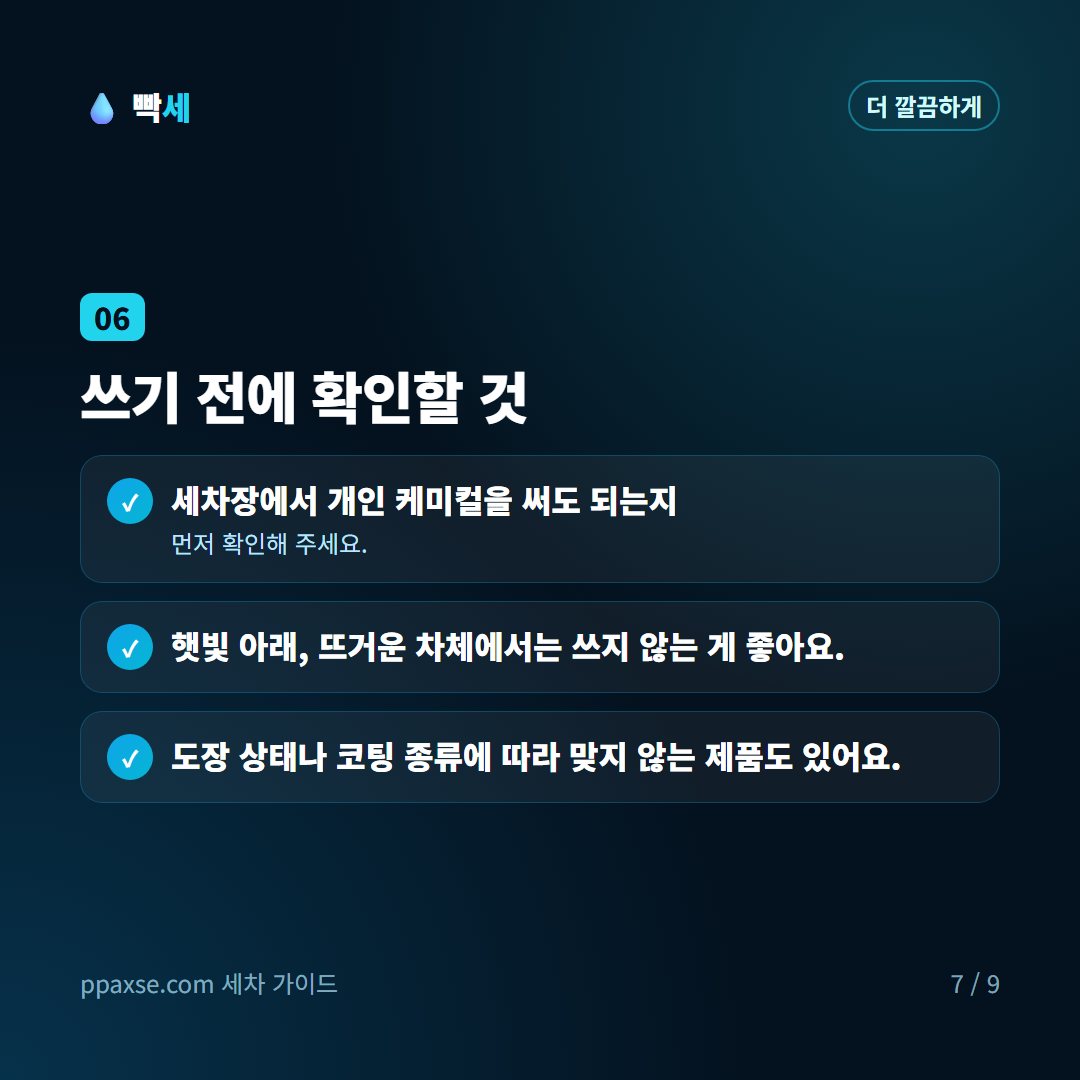 빡세
더 깔끔하게
06
쓰기 전에 확인할 것
세차장에서 개인 케미컬을 써도 되는지
먼저 확인해 주세요.
햇빛 아래, 뜨거운 차체에서는 쓰지 않는 게 좋아요.
도장 상태나 코팅 종류에 따라 맞지 않는 제품도 있어요.
ppaxse.com 세차 가이드
7 / 9